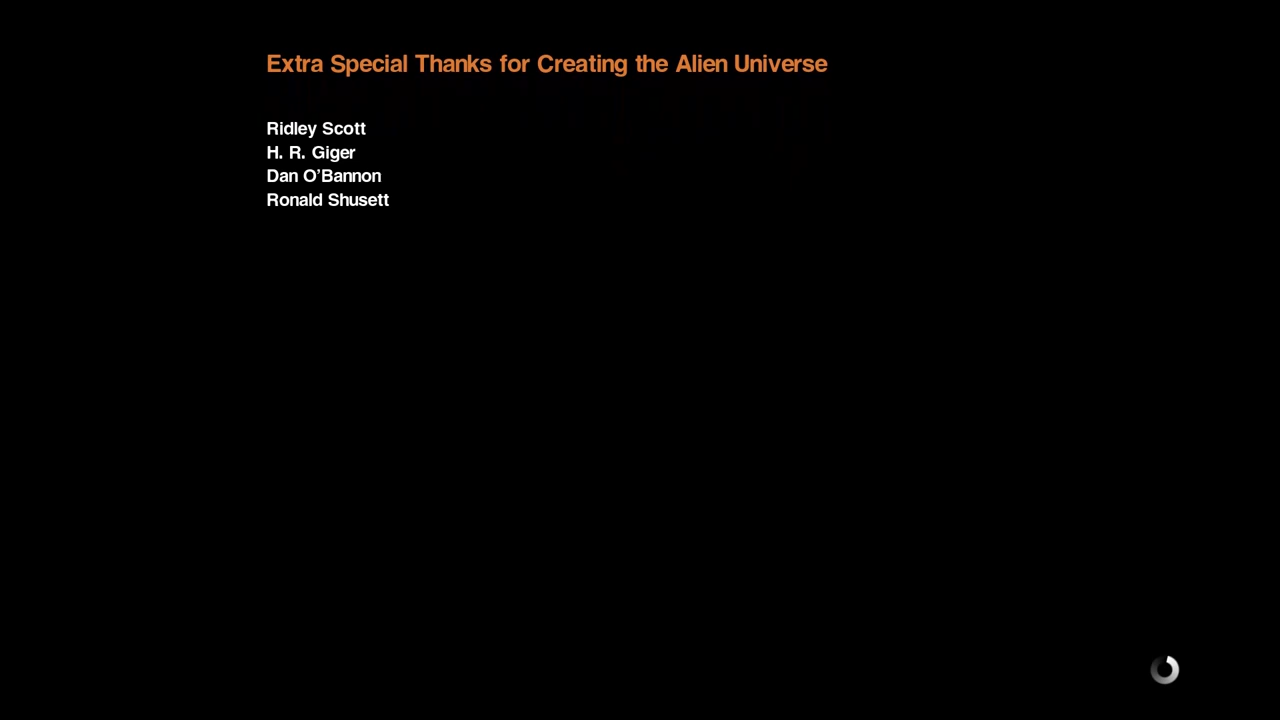 Extra Special Thanks for Creating the Alien Universe
Ridley Scott
H. R. Giger
Dan O’Bannon
Ronald Shusett